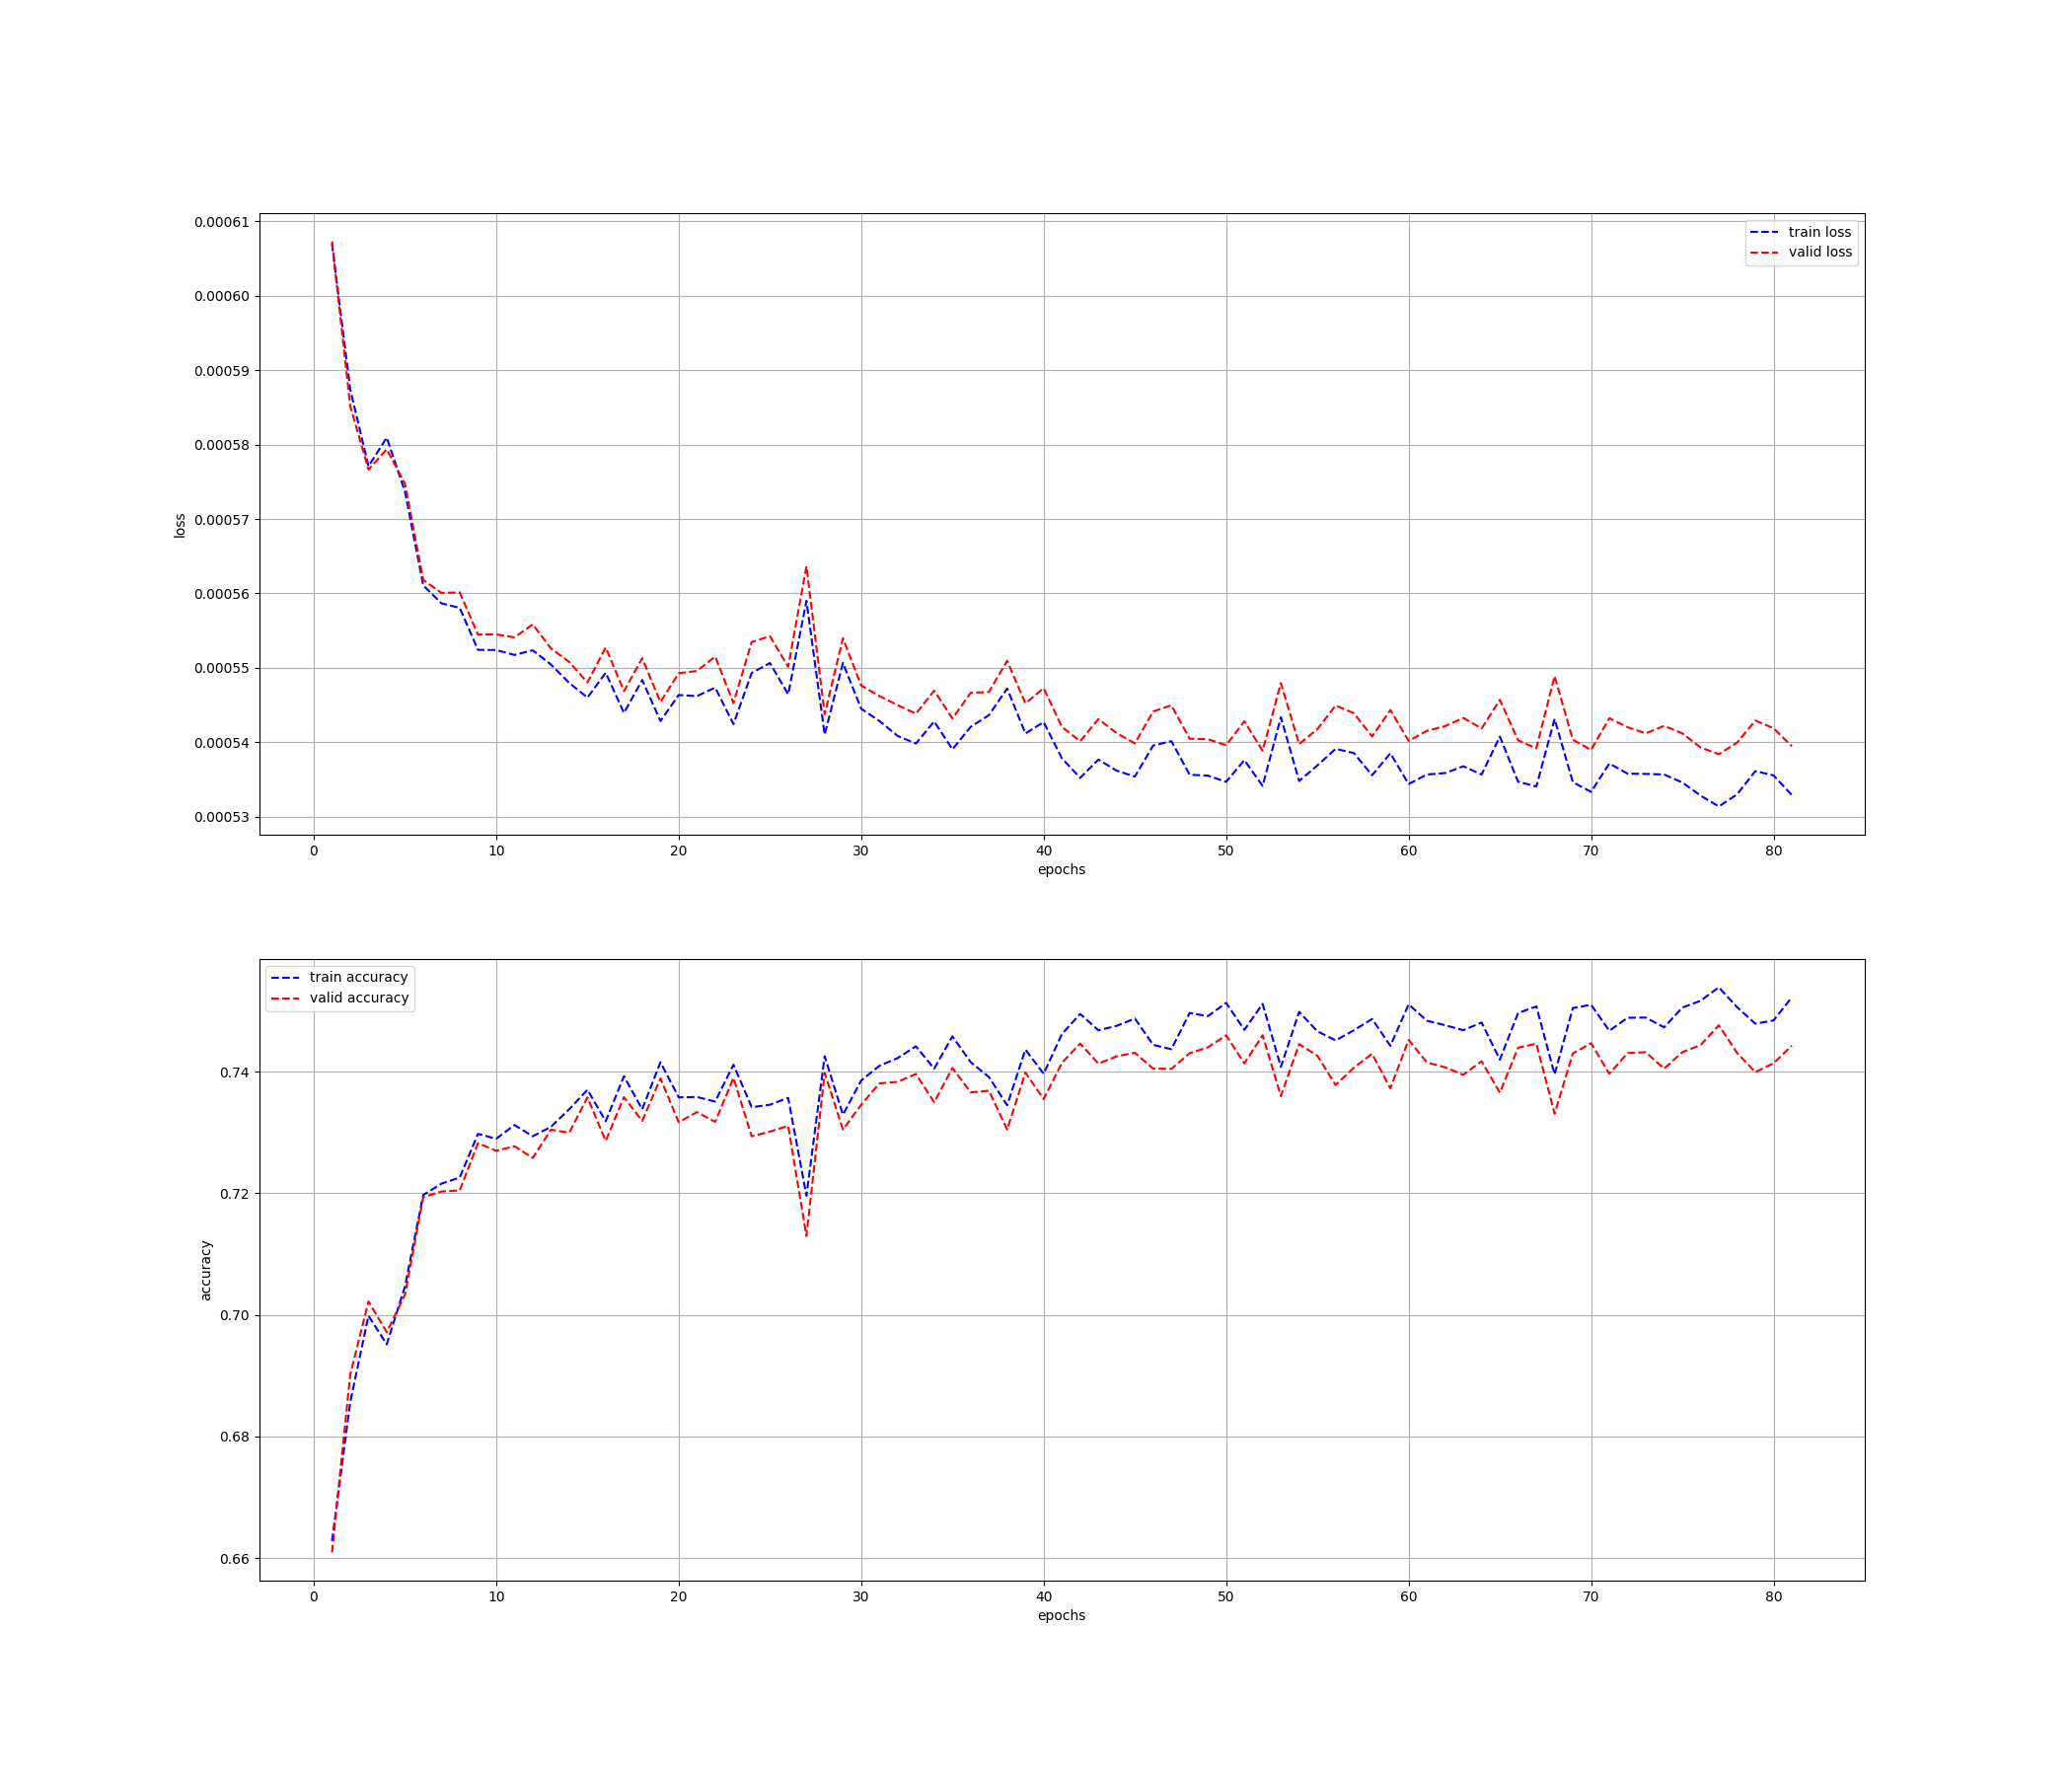 0.00061
0.00060
0.00059
0.00058
0.00057
0.00056
0.00055
0.00054
0.00053
loss
train loss
valid loss
0 10 20 30 40 50 60 70 80
epochs
train accuracy
valid accuracy
0.74
0.72
0.70
0.68
0.66
accuracy
0 10 20 30 40 50 60 70 80
epochs